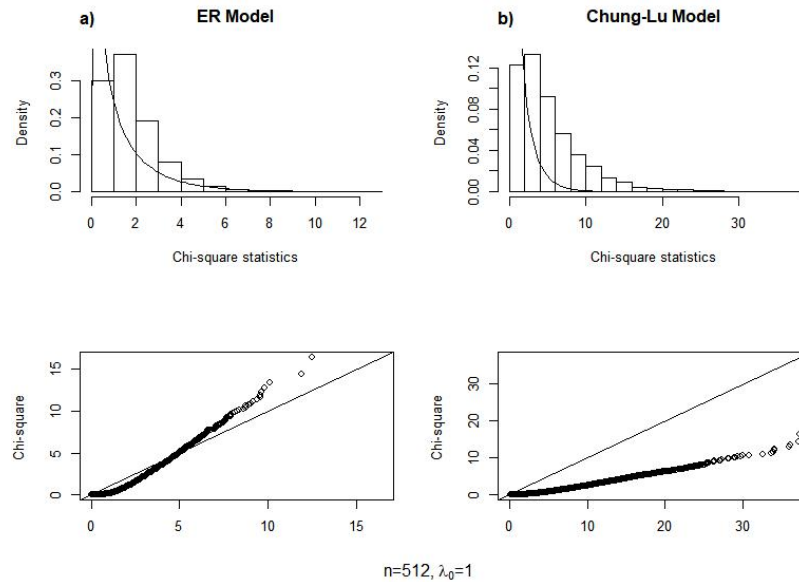 a) ER Model
b) Chung-Lu Model
Density
0.0 0.1 0.2 0.3
0 2 4 6 8 10 12
Chi-square statistics
Density
0.00 0.04 0.08 0.12
0 10 20 30
Chi-square statistics
Chi-square
0 5 10 15
0 5 10 15
Chi-square
0 10 20 30
0 10 20 30
n=512, λ₀=1